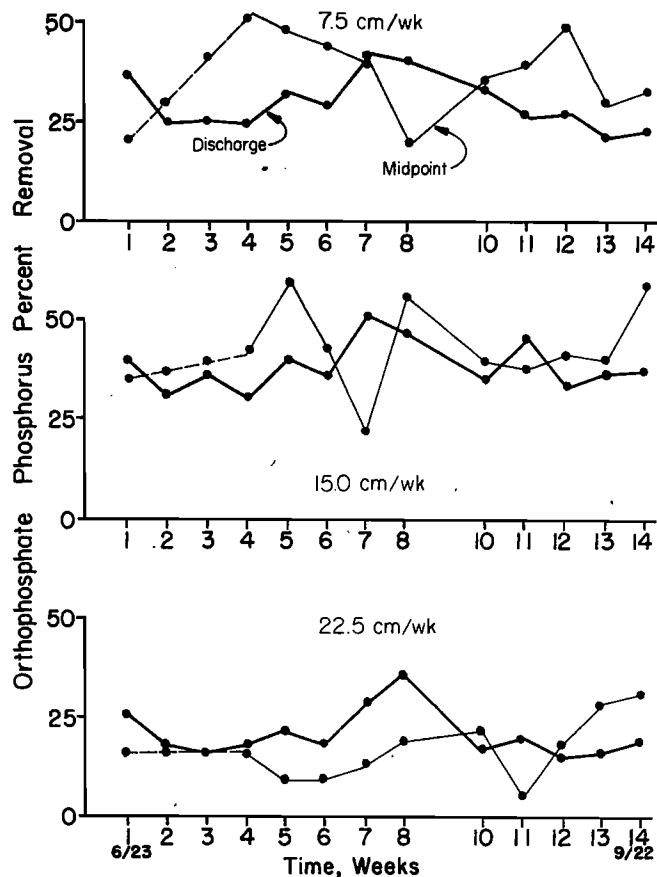 Orthophosphate Phosphorus Percent Removal
7.5 cm/wk
50
25
0
Discharge
Midpoint
1 2 3 4 5 6 7 8 10 11 12 13 14
50
25
0
15.0 cm/wk
1 2 3 4 5 6 7 8 10 11 12 13 14
22.5 cm/wk
50
25
0
1 2 3 4 5 6 7 8 10 11 12 13 14
6/23 9/22
Time, Weeks